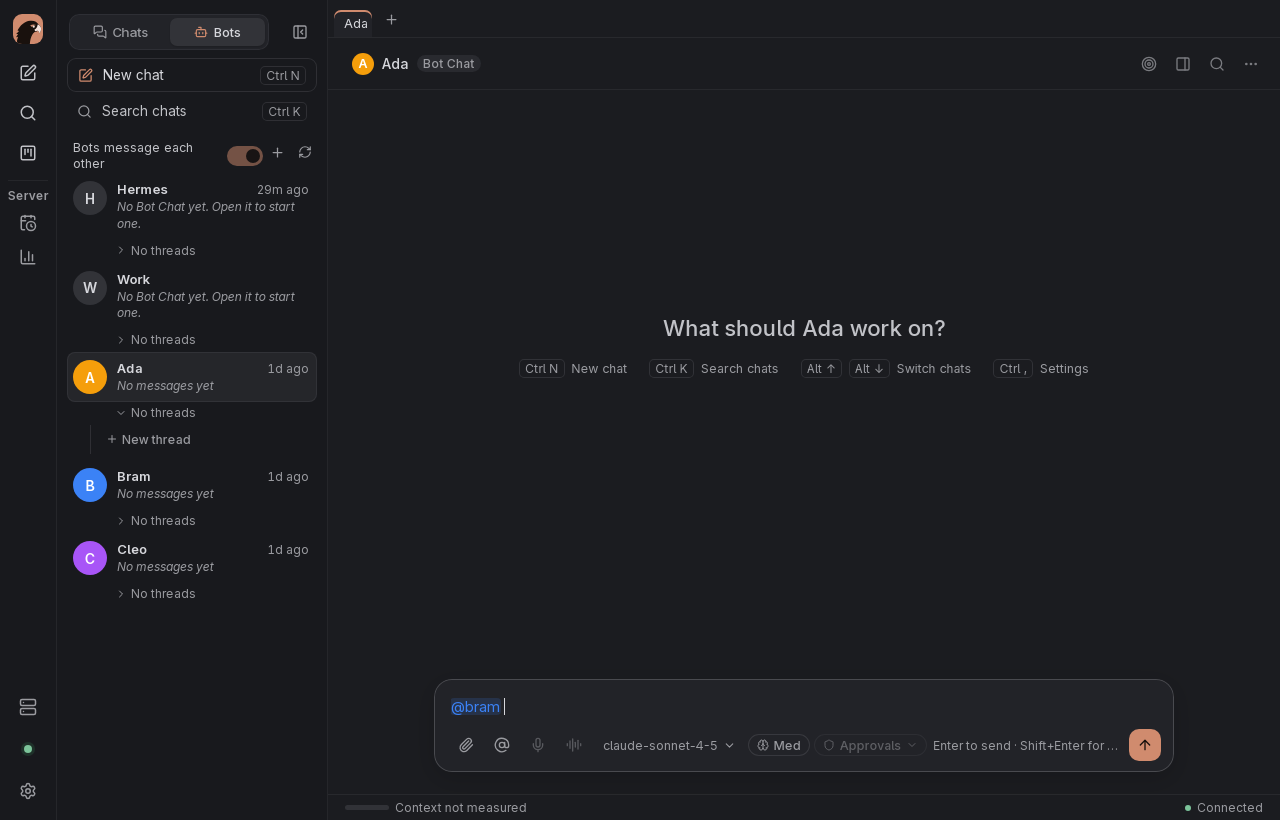 Chats
Bots
New chat
Ctrl N
Search chats
Ctrl K
Server
Bots message each
other
H
Hermes
29m ago
No Bot Chat yet. Open it to start
one.
No threads
W
Work
No Bot Chat yet. Open it to start
one.
No threads
A
Ada
1d ago
No messages yet
No threads
New thread
B
Bram
1d ago
No messages yet
No threads
C
Cleo
1d ago
No messages yet
No threads
Ada
A
Ada
Bot Chat
What should Ada work on?
Ctrl N New chat Ctrl K Search chats Alt ↑ Alt ↓ Switch chats Ctrl , Settings
@bram
claude-sonnet-4-5
Med
Approvals
Enter to send · Shift+Enter for …
Context not measured
Connected